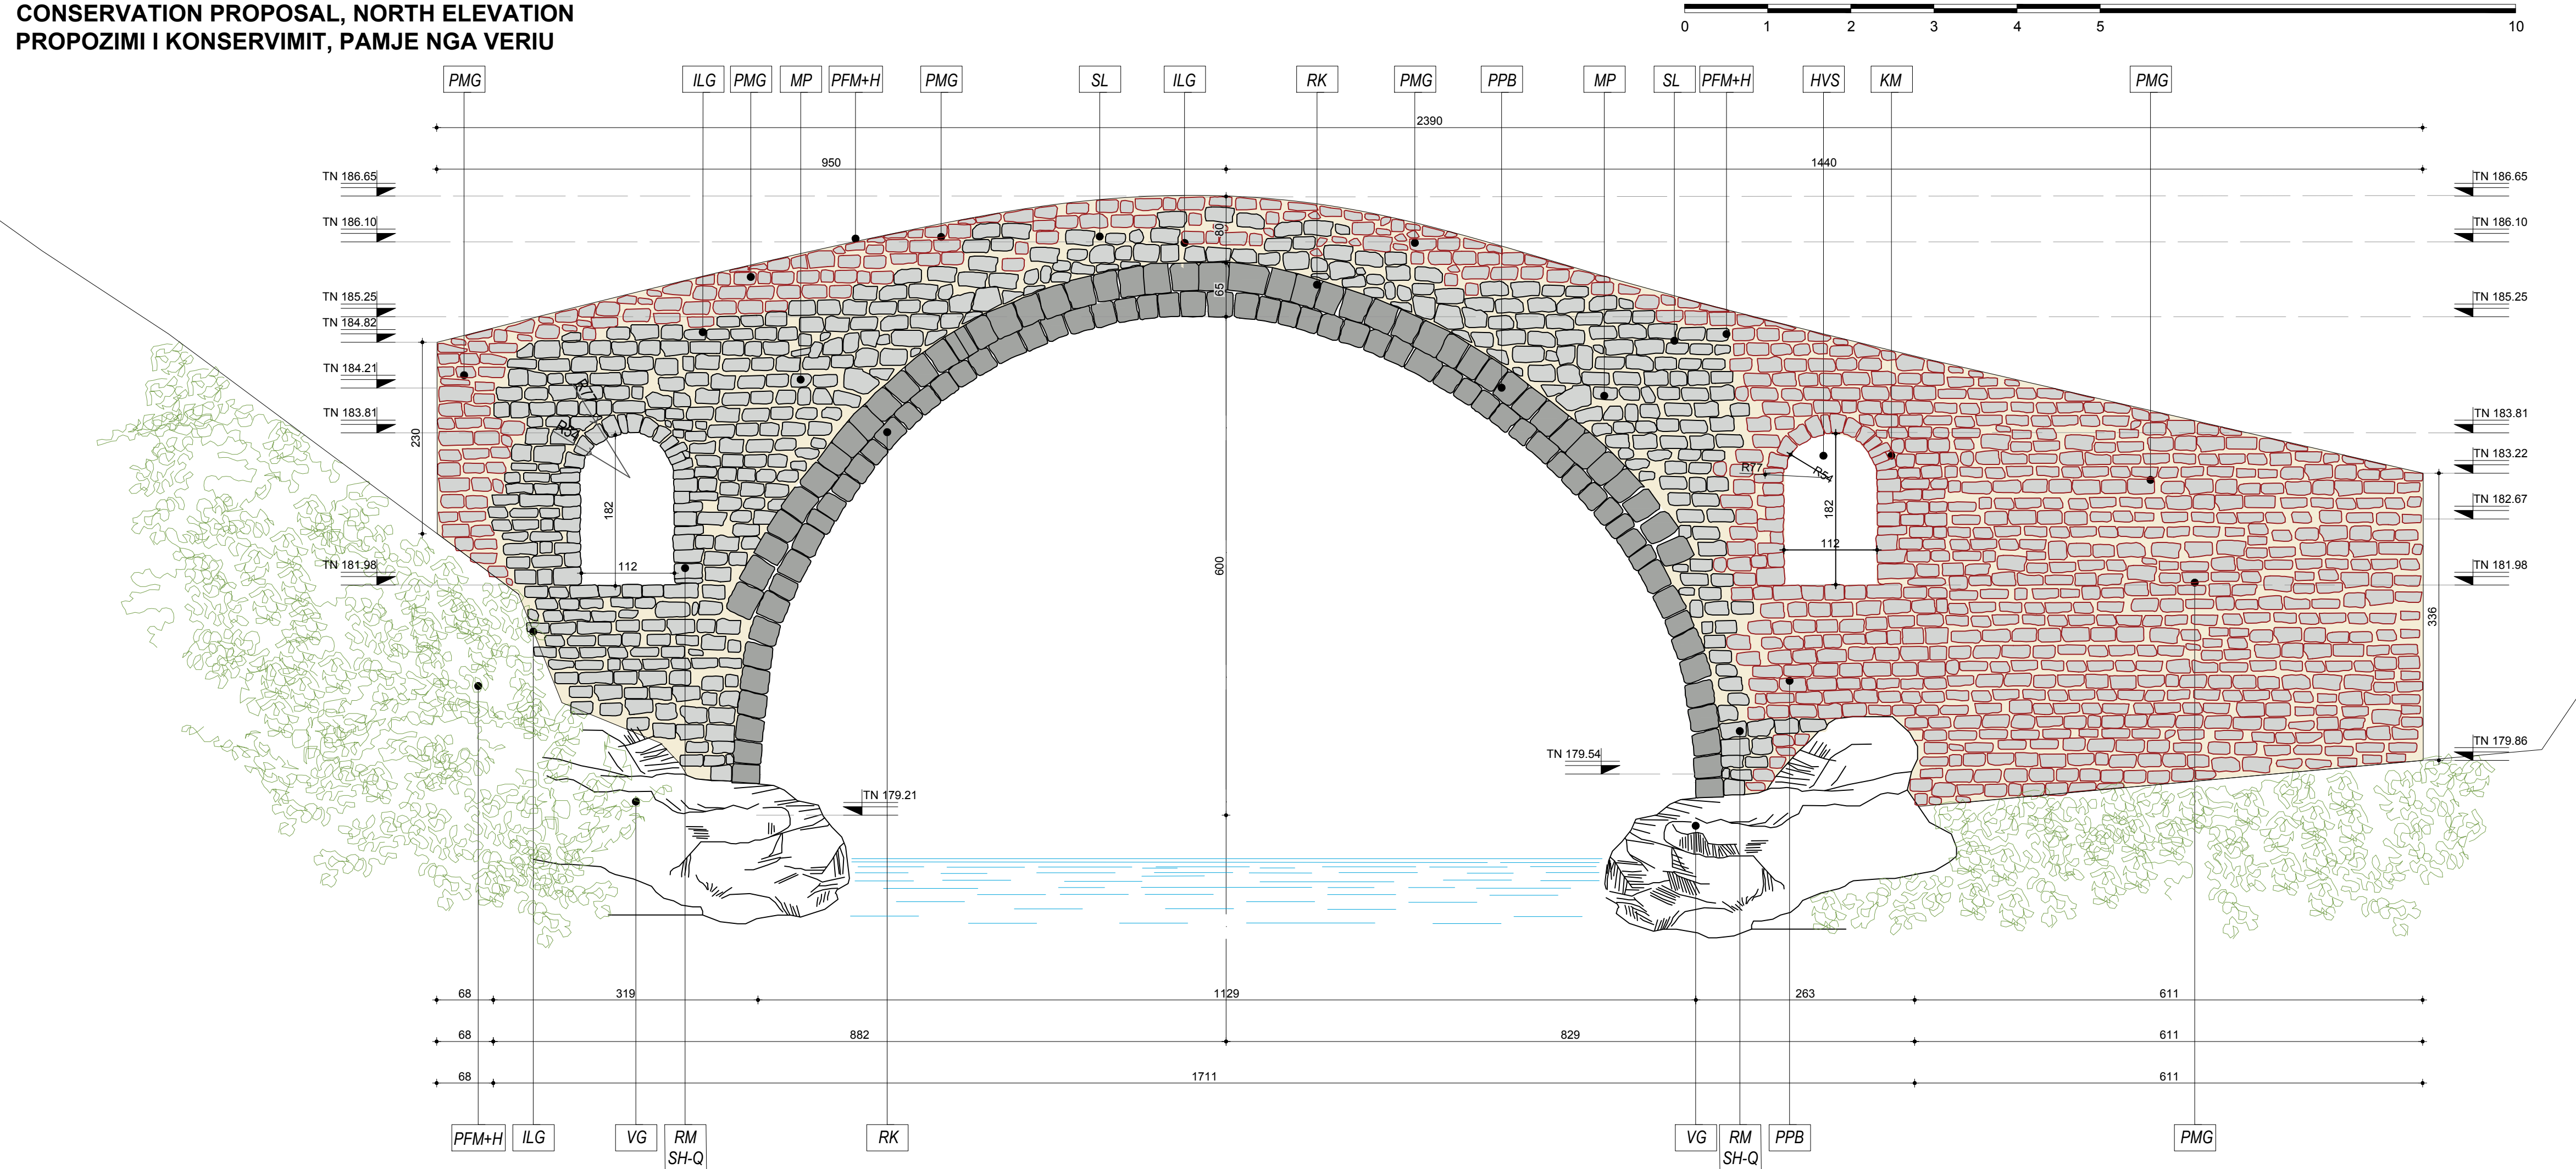 CONSERVATION PROPOSAL, NORTH ELEVATION
PROPOZIMI I KONSERVIMIT, PAMJE NGA VERIU
0 1 2 3 4 5 10
PMG ILG PMG MP PFM+H PMG SL ILG RK PMG PPB MP SL PFM+H HVS KM PMG
2390
950 1440
TN 186.65 TN 186.65
TN 186.10 80 TN 186.10
TN 185.25 65 TN 185.25
TN 184.82
TN 184.21
TN 183.81 TN 183.81
R77 R54
230
R77 R54 TN 183.22
182 182 TN 182.67
112 112
TN 181.98 600 TN 181.98
336
TN 179.54 TN 179.86
TN 179.21
68 319 1129 263 611
68 882 829 611
68 1711 611
PFM+H ILG VG RM RK VG RM PPB PMG
SH-Q SH-Q